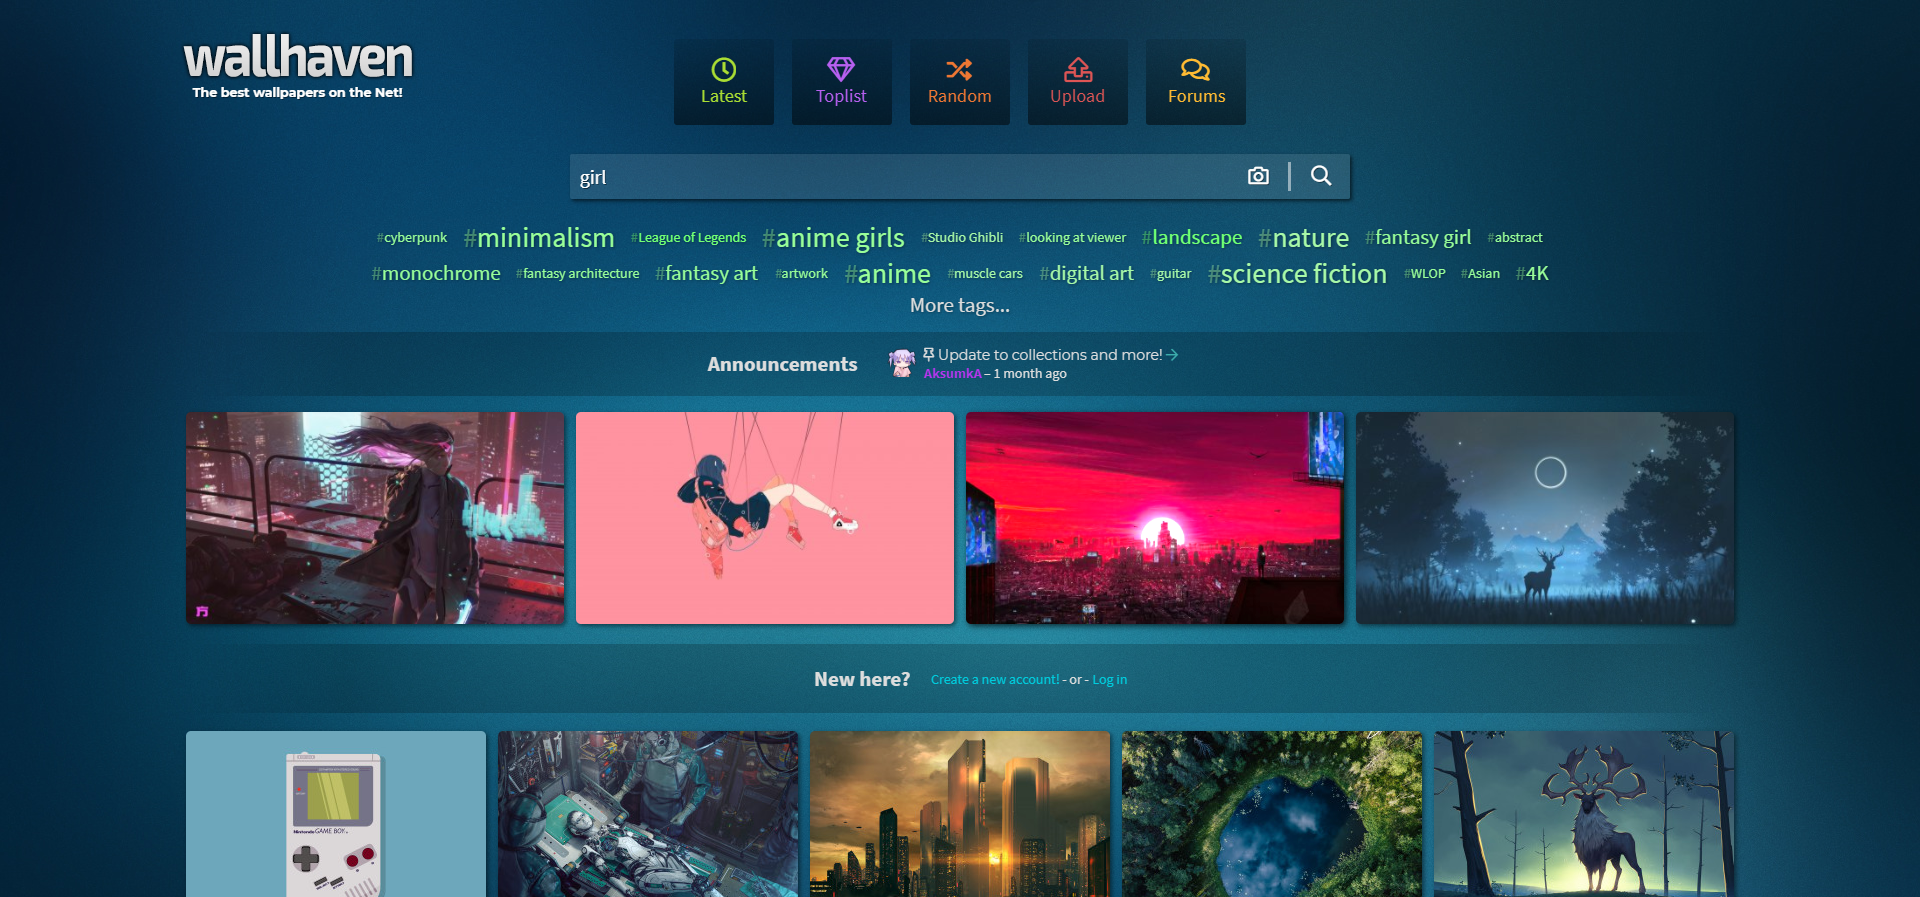 wallhaven
The best wallpapers on the Net!
Latest
Toplist
Random
Upload
Forums
girl
#cyberpunk #minimalism #League of Legends #anime girls #Studio Ghibli #looking at viewer #landscape #nature #fantasy girl #abstract
#monochrome #fantasy architecture #fantasy art #artwork #anime #muscle cars #digital art #guitar #science fiction #WLOP #Asian #4K
More tags...
Announcements
Update to collections and more!
AksumkA – 1 month ago
New here? Create a new account! - or - Log in
Nintendo GAME BOY